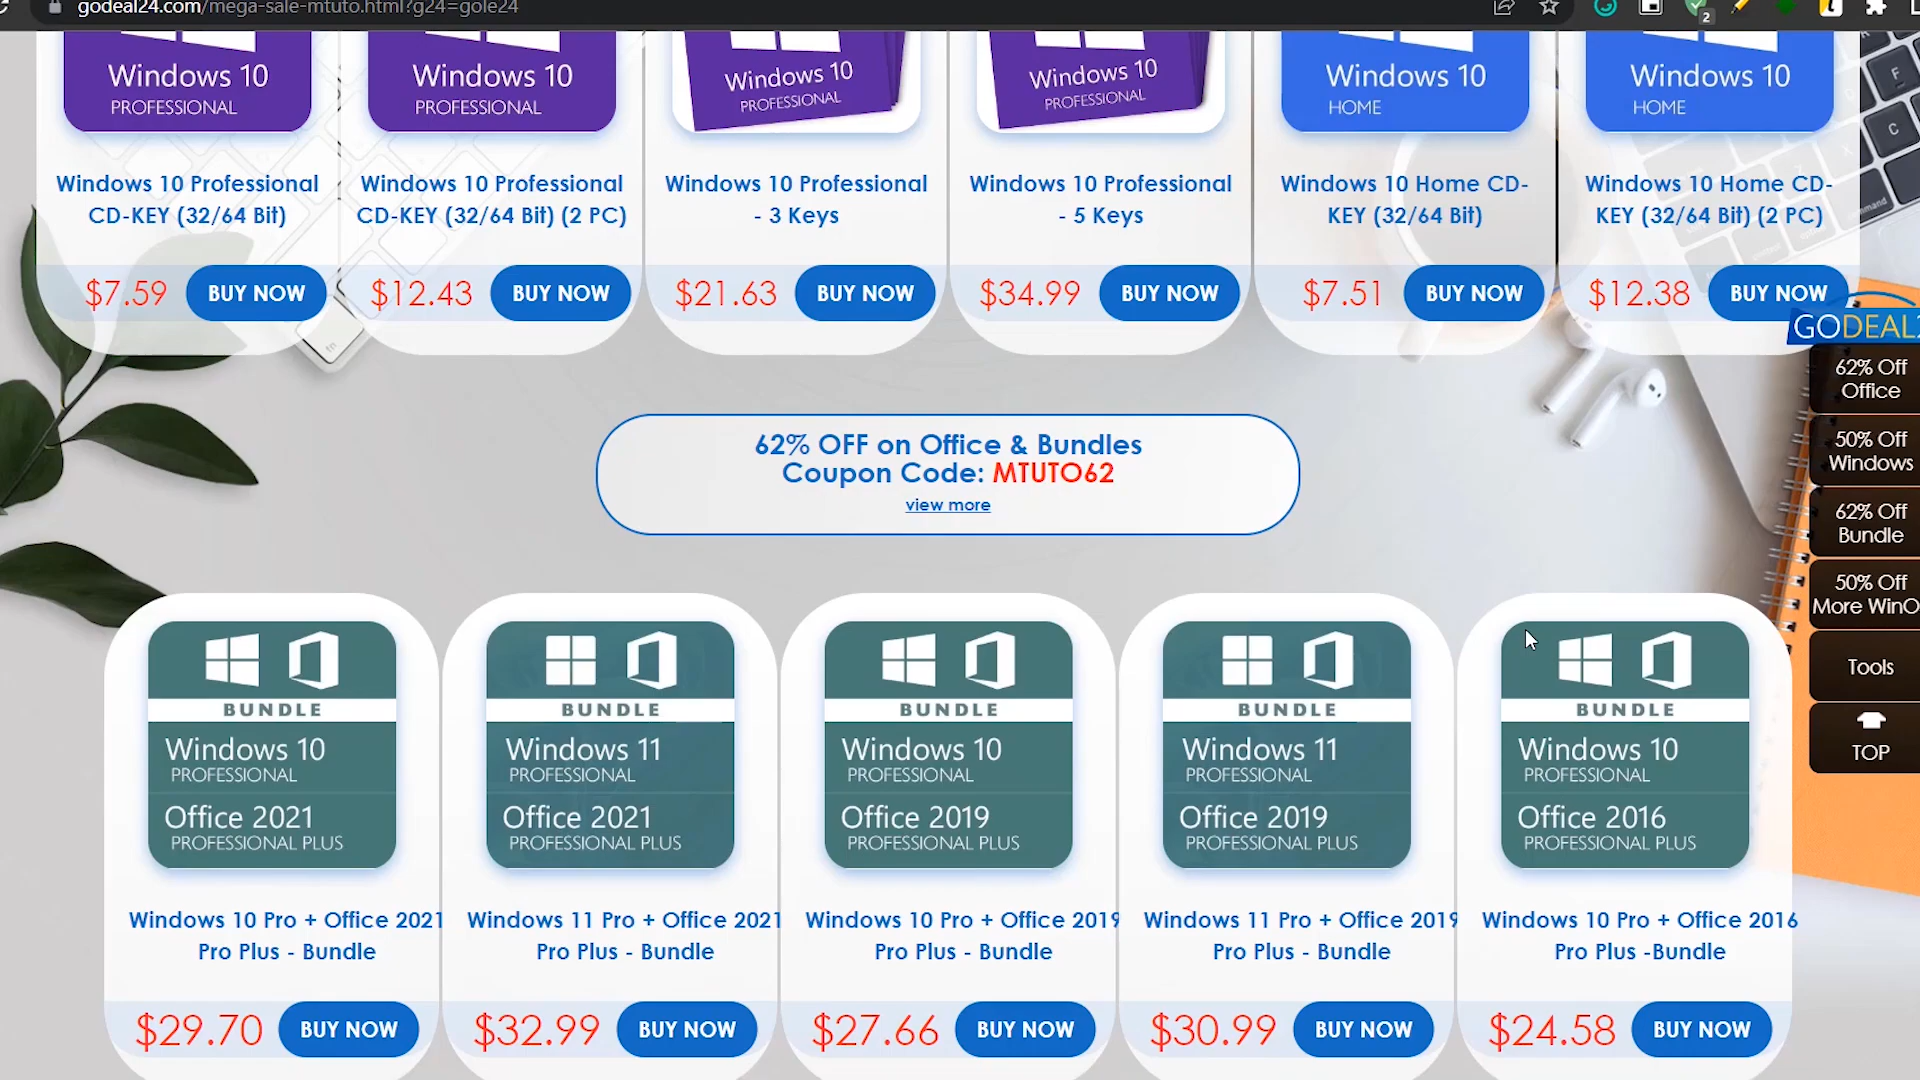 godeal24.com/mega-sale-mtuto.html?g24=gole24
2
Windows 10
PROFESSIONAL
Windows 10
PROFESSIONAL
Windows 10
PROFESSIONAL
Windows 10
PROFESSIONAL
Windows 10
HOME
Windows 10
HOME
Windows 10 Professional
CD-KEY (32/64 Bit)
Windows 10 Professional
CD-KEY (32/64 Bit) (2 PC)
Windows 10 Professional
- 3 Keys
Windows 10 Professional
- 5 Keys
Windows 10 Home CD-
KEY (32/64 Bit)
Windows 10 Home CD-
KEY (32/64 Bit) (2 PC)
$7.59 BUY NOW
$12.43 BUY NOW
$21.63 BUY NOW
$34.99 BUY NOW
$7.51 BUY NOW
$12.38 BUY NOW
F
C
command
GODEAL2
62% Off
Office
50% Off
Windows
62% Off
Bundle
50% Off
More WinO
Tools
TOP
62% OFF on Office & Bundles
Coupon Code: MTUTO62
view more
BUNDLE
Windows 10
PROFESSIONAL
Office 2021
PROFESSIONAL PLUS
BUNDLE
Windows 11
PROFESSIONAL
Office 2021
PROFESSIONAL PLUS
BUNDLE
Windows 10
PROFESSIONAL
Office 2019
PROFESSIONAL PLUS
BUNDLE
Windows 11
PROFESSIONAL
Office 2019
PROFESSIONAL PLUS
BUNDLE
Windows 10
PROFESSIONAL
Office 2016
PROFESSIONAL PLUS
Windows 10 Pro + Office 2021
Pro Plus - Bundle
Windows 11 Pro + Office 2021
Pro Plus - Bundle
Windows 10 Pro + Office 2019
Pro Plus - Bundle
Windows 11 Pro + Office 2019
Pro Plus - Bundle
Windows 10 Pro + Office 2016
Pro Plus -Bundle
$29.70 BUY NOW
$32.99 BUY NOW
$27.66 BUY NOW
$30.99 BUY NOW
$24.58 BUY NOW